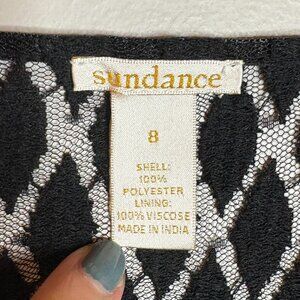 sundance
8
SHELL:
100%
POLYESTER
LINING:
100% VISCOSE
MADE IN INDIA